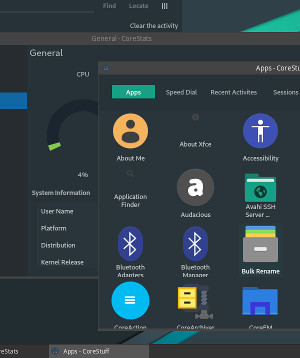 Find Locate
Clear the activity
General - CoreStats
General
CPU
4%
System Information
User Name
Platform
Distribution
Kernel Release
Apps - CoreStu
Apps Speed Dial Recent Activites Sessions
About Me About Xfce Accessibility
Application Finder
a
Audacious
Avahi SSH Server ...
Bluetooth Adapters
Bluetooth Manager
Bulk Rename
CoreAction CoreArchiver CoreFM
eStats Apps - CoreStuff